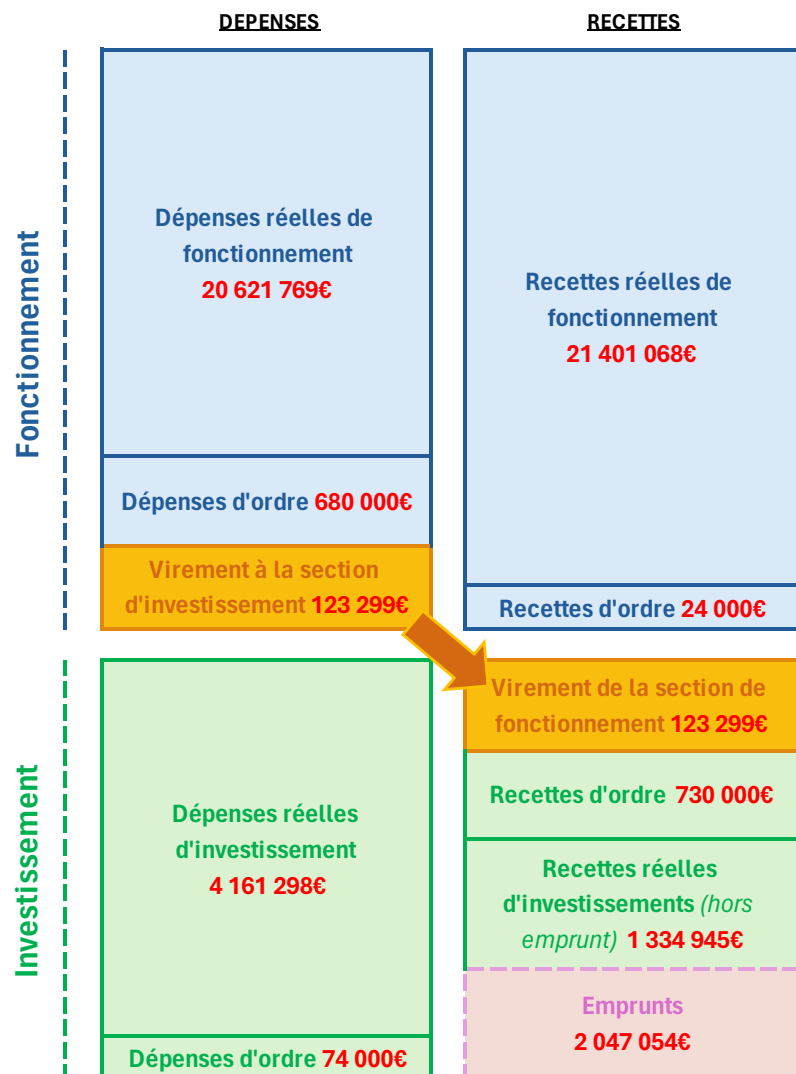 DEPENSES
RECETTES
Fonctionnement
Dépenses réelles de
fonctionnement
20 621 769€
Dépenses d'ordre 680 000€
Virement à la section
d'investissement 123 299€
Recettes réelles de
fonctionnement
21 401 068€
Recettes d'ordre 24 000€
Investissement
Dépenses réelles
d'investissement
4 161 298€
Dépenses d'ordre 74 000€
Virement de la section de
fonctionnement 123 299€
Recettes d'ordre 730 000€
Recettes réelles
d'investissements (hors
emprunt) 1 334 945€
Emprunts
2 047 054€